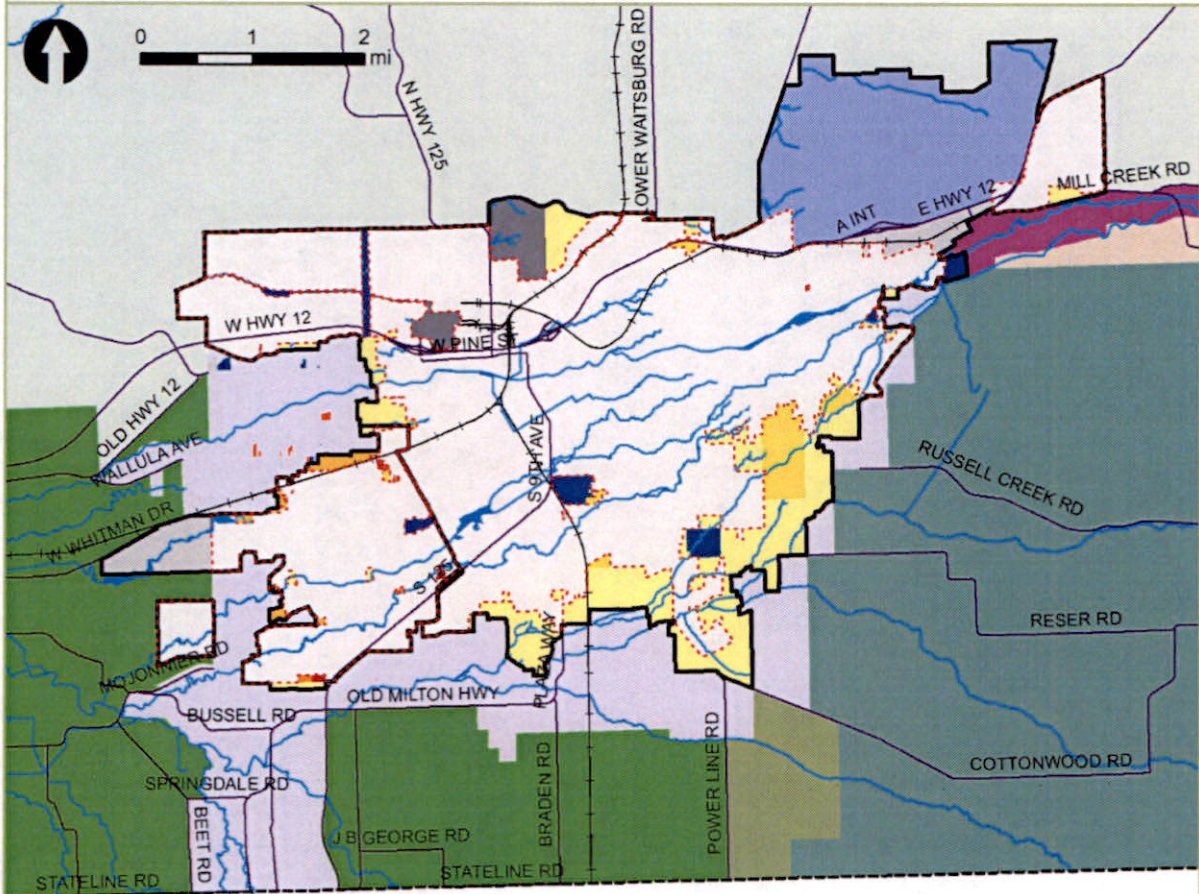 0 1 2
mi
N HWY 125
LOWER WAITSBURG RD
MILL CREEK RD
E HWY 12
A INT
W HWY 12
W PINE ST
OLD HWY 12
WALLULA AVE
S 9TH AVE
RUSSELL CREEK RD
W WHITMAN DR
S 125
RESER RD
MOJONNIER RD
PLAZA WAY
OLD MILTON HWY
BUSSELL RD
COTTONWOOD RD
SPRINGDALE RD
BEET RD
J B GEORGE RD
BRADEN RD
POWER LINE RD
STATELINE RD
STATELINE RD